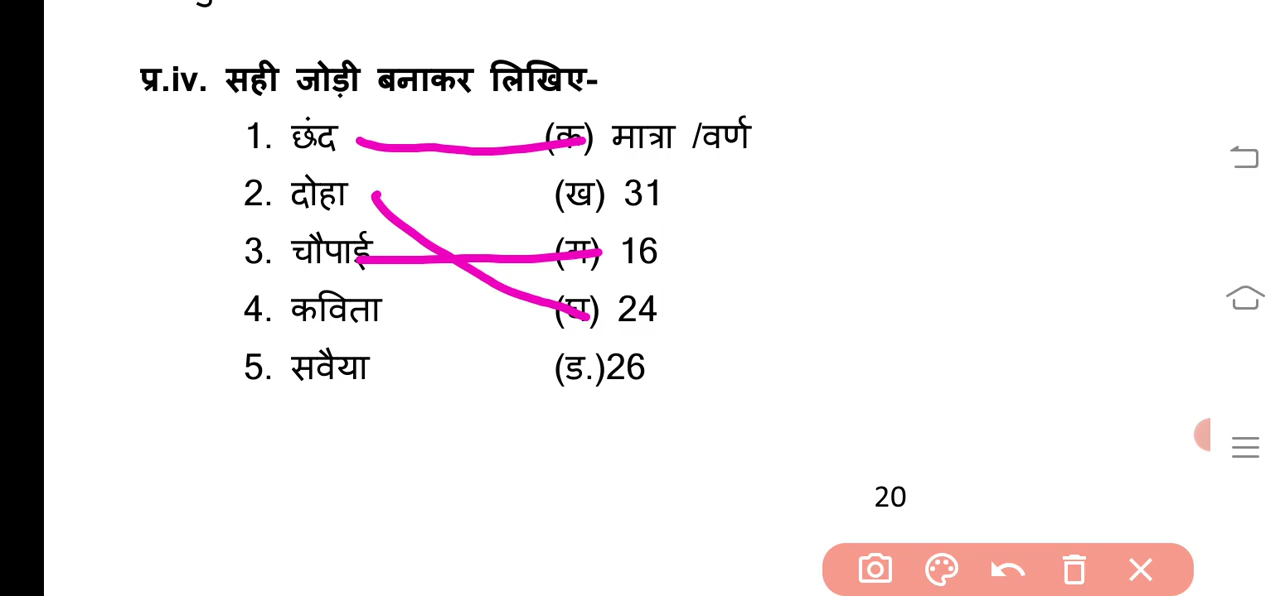 प्र.iv. सही जोड़ी बनाकर लिखिए-
1. छंद (क) मात्रा /वर्ण
2. दोहा (ख) 31
3. चौपाई (ग) 16
4. कविता (घ) 24
5. सवैया (ड.)26
20